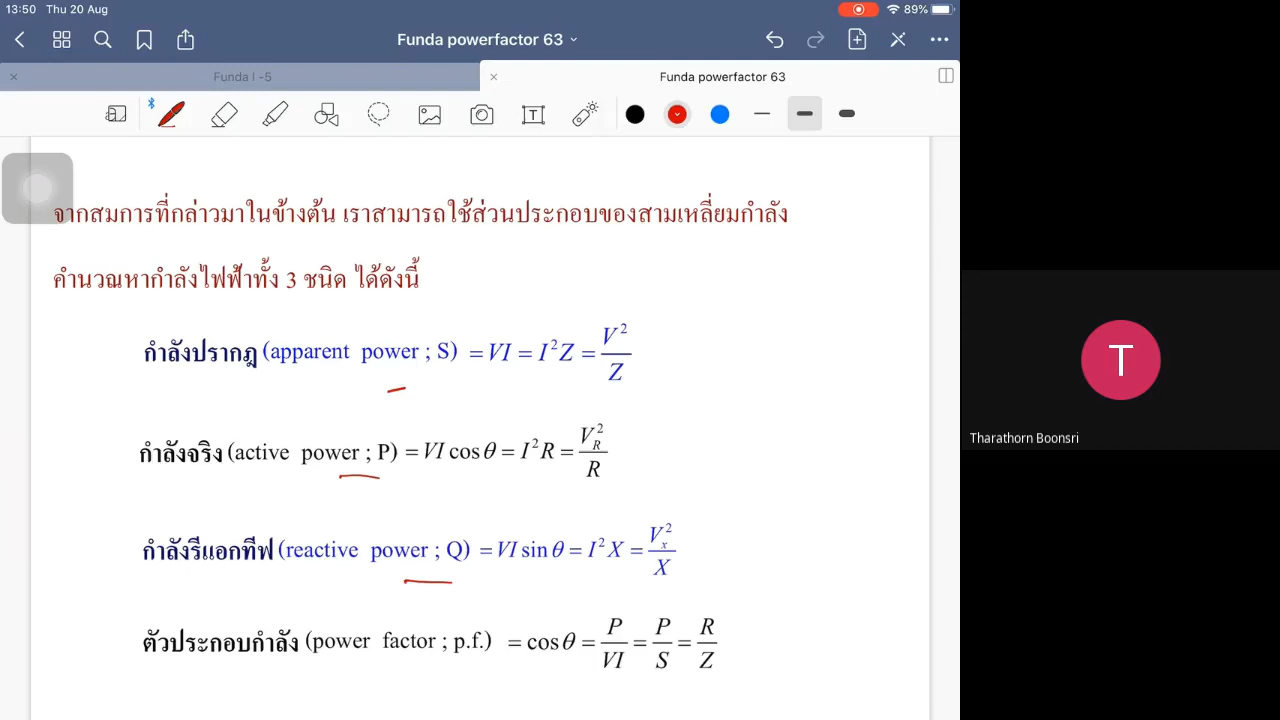 13:50 Thu 20 Aug 89%
Funda powerfactor 63
Funda I -5
Funda powerfactor 63
T
จากสมการที่กล่าวมาในข้างต้น เราสามารถใช้ส่วนประกอบของสามเหลี่ยมกำลัง
คำนวณหากำลังไฟฟ้าทั้ง 3 ชนิด ได้ดังนี้
กำลังปรากฎ (apparent power ; S) = VI = I²Z = V²/Z
กำลังจริง (active power ; P) = VI cos θ = I²R = V_R²/R
กำลังรีแอกทีฟ (reactive power ; Q) = VI sin θ = I²X = V_x²/X
ตัวประกอบกำลัง (power factor ; p.f.) = cos θ = P/VI = P/S = R/Z
T
Tharathorn Boonsri